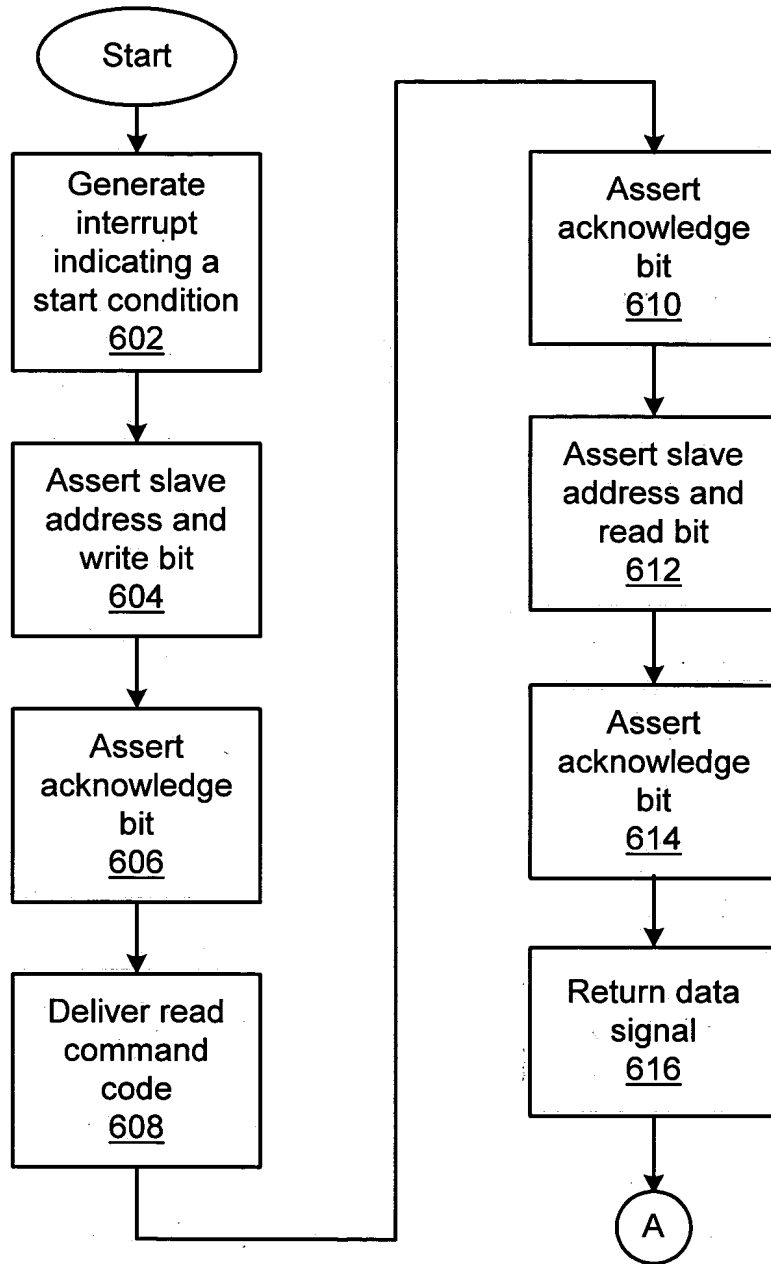 Start
Generate
interrupt
indicating a
start condition
602
Assert slave
address and
write bit
604
Assert
acknowledge
bit
606
Deliver read
command
code
608
Assert
acknowledge
bit
610
Assert slave
address and
read bit
612
Assert
acknowledge
bit
614
Return data
signal
616
A